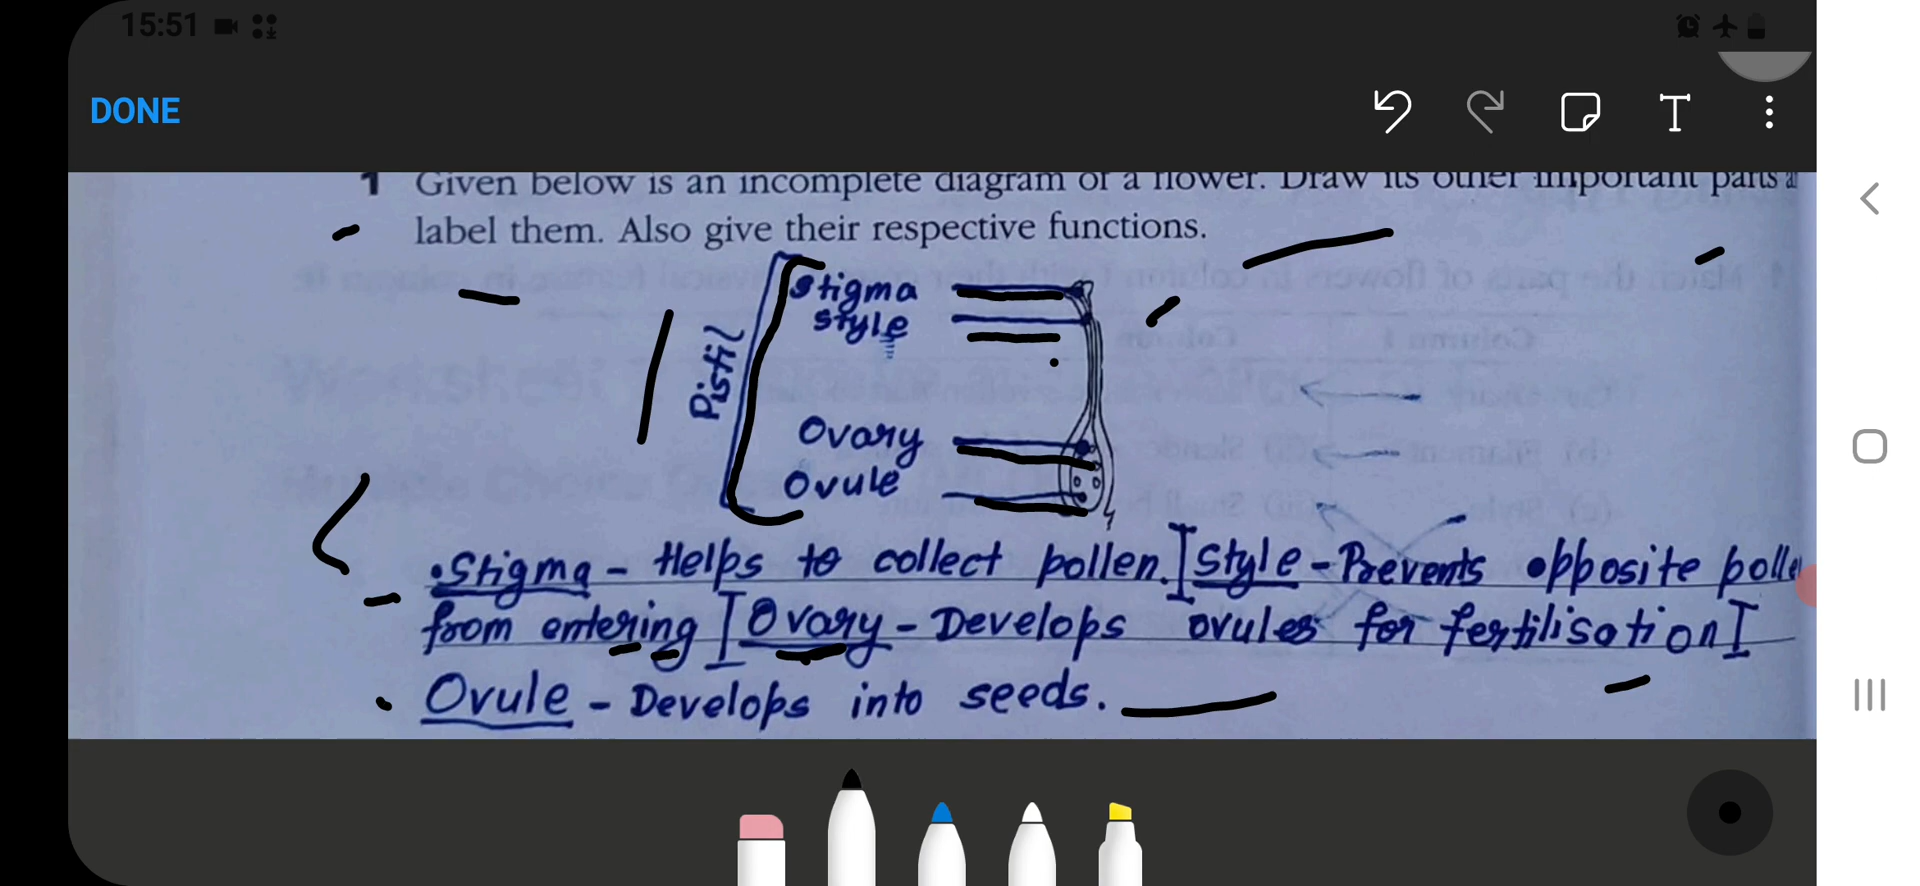 15:51
DONE
T
1 Given below is an incomplete diagram of a flower. Draw its other important parts a
label them. Also give their respective functions.
Stigma
style
Pistil
Ovary
Ovule
Stigma - Helps to collect pollen. Style - Prevents opposite polle
from entering Ovary - Develops ovules for fertilisation
Ovule - Develops into seeds.